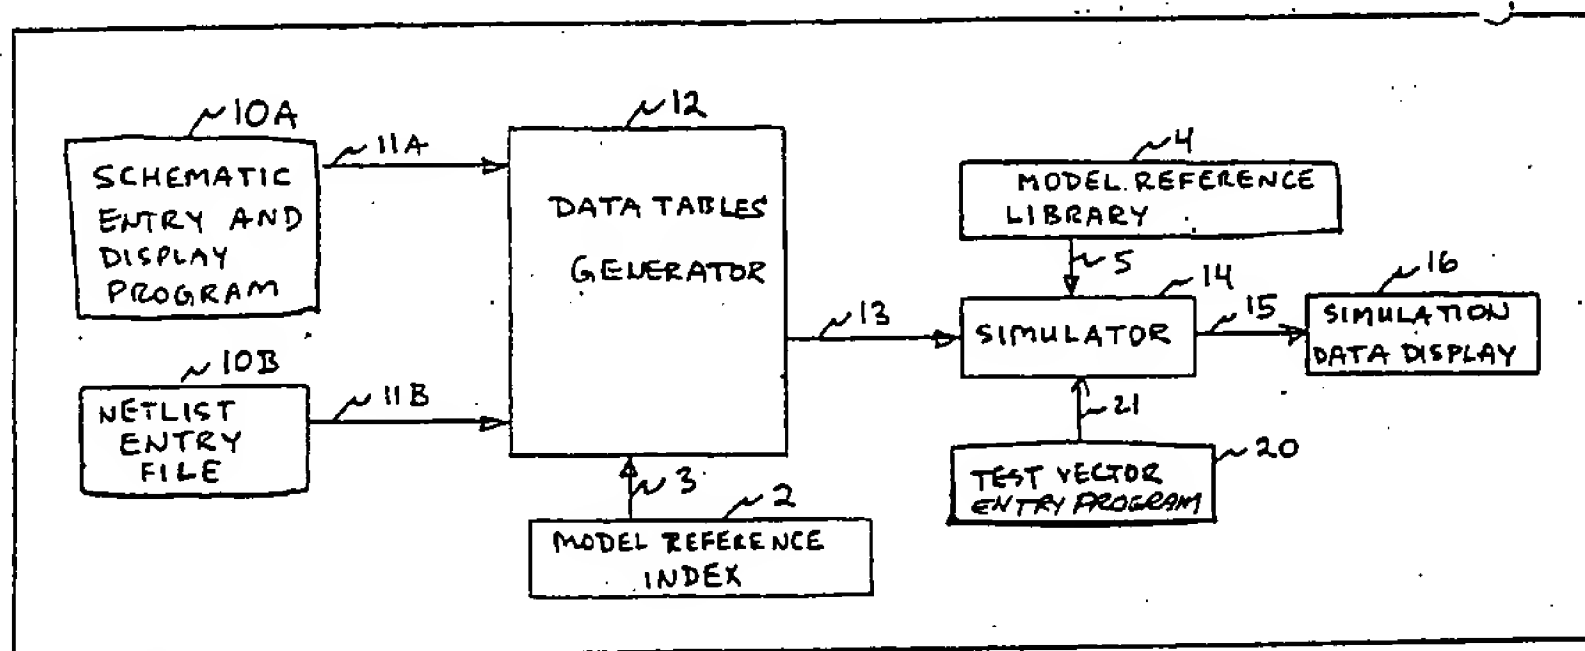 10A
SCHEMATIC
ENTRY AND
DISPLAY
PROGRAM
11A
10B
NETLIST
ENTRY
FILE
11B
12
DATA TABLES
GENERATOR
3
2
MODEL REFERENCE
INDEX
13
4
MODEL REFERENCE
LIBRARY
5
14
SIMULATOR
15
16
SIMULATION
DATA DISPLAY
21
20
TEST VECTOR
ENTRY PROGRAM